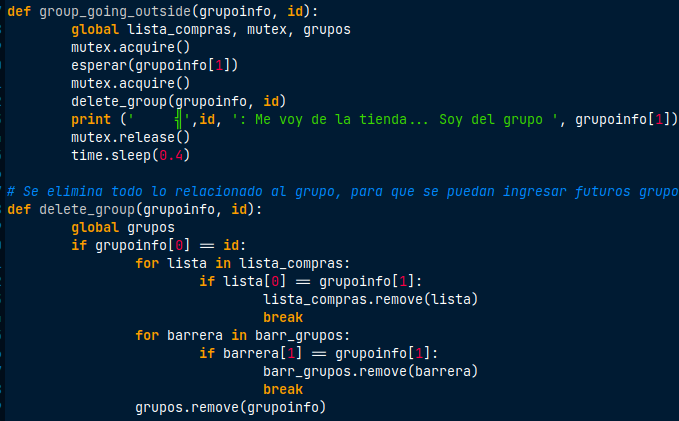 def group_going_outside(grupoinfo, id):
        global lista_compras, mutex, grupos
        mutex.acquire()
        esperar(grupoinfo[1])
        mutex.acquire()
        delete_group(grupoinfo, id)
        print ('     ╣',id, ': Me voy de la tienda... Soy del grupo ', grupoinfo[1])
        mutex.release()
        time.sleep(0.4)
# Se elimina todo lo relacionado al grupo, para que se puedan ingresar futuros grupo
def delete_group(grupoinfo, id):
        global grupos
        if grupoinfo[0] == id:
                for lista in lista_compras:
                        if lista[0] == grupoinfo[1]:
                                lista_compras.remove(lista)
                                break
                for barrera in barr_grupos:
                        if barrera[1] == grupoinfo[1]:
                                barr_grupos.remove(barrera)
                                break
                grupos.remove(grupoinfo)